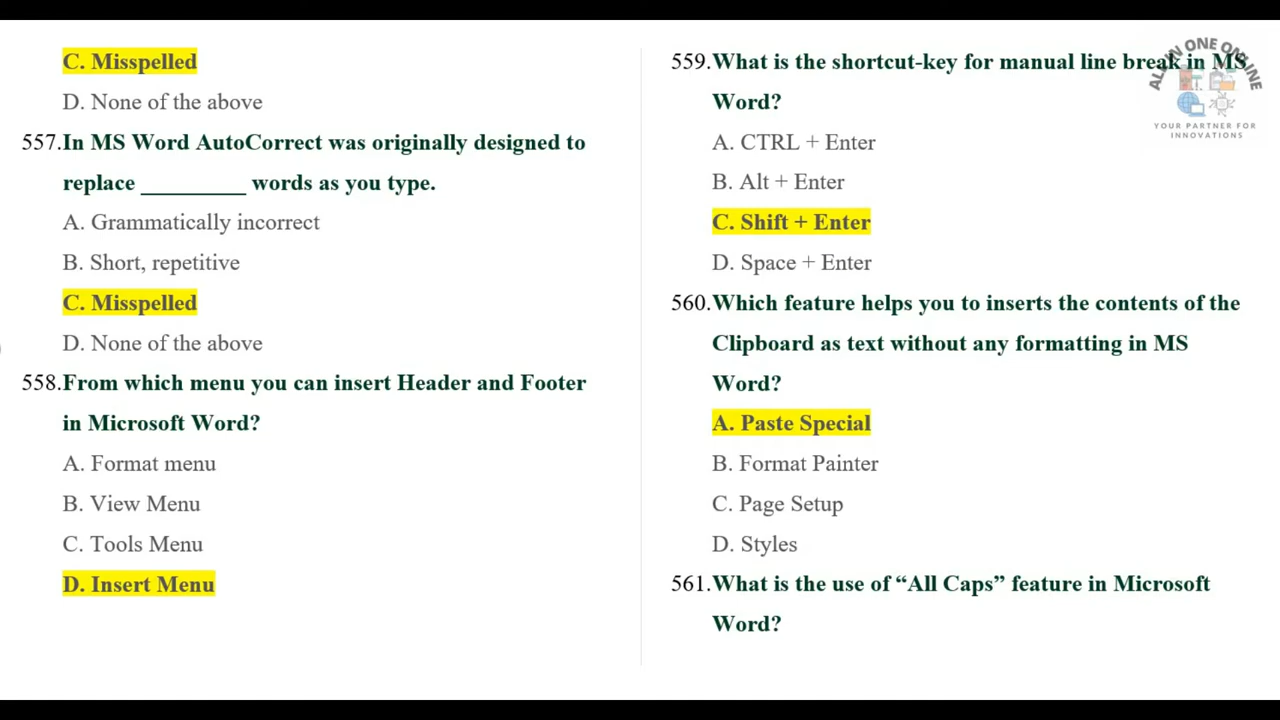 C. Misspelled
D. None of the above
557.In MS Word AutoCorrect was originally designed to
replace _________ words as you type.
A. Grammatically incorrect
B. Short, repetitive
C. Misspelled
D. None of the above
558.From which menu you can insert Header and Footer
in Microsoft Word?
A. Format menu
B. View Menu
C. Tools Menu
D. Insert Menu
559.What is the shortcut-key for manual line break in MS
Word?
A. CTRL + Enter
B. Alt + Enter
C. Shift + Enter
D. Space + Enter
560.Which feature helps you to inserts the contents of the
Clipboard as text without any formatting in MS
Word?
A. Paste Special
B. Format Painter
C. Page Setup
D. Styles
561.What is the use of “All Caps” feature in Microsoft
Word?
ALL IN ONE ONLINE
YOUR PARTNER FOR
INNOVATIONS